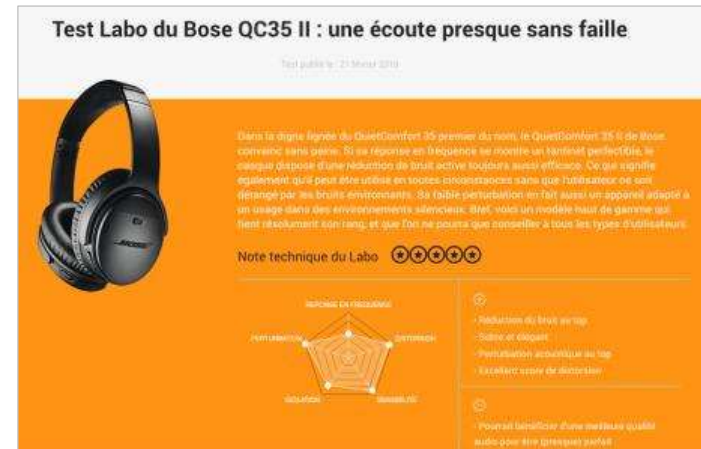 Test Labo du Bose QC35 II : une écoute presque sans faille
Test publié le : 21 février 2018
Dans la digne lignée du QuietComfort 35 premier du nom, le QuietComfort 35 II de Bose
convainc sans peine. Si sa réponse en fréquence se montre un tantinet perfectible, le
casque dispose d'une réduction de bruit active toujours aussi efficace. Ce qui signifie
également qu'il peut être utilisé en toutes circonstances sans que l'utilisateur ne soit
dérangé par les bruits environnants. Sa faible perturbation en fait aussi un appareil adapté à
un usage dans des environnements silencieux. Bref, voici un modèle haut de gamme qui
tient résolument son rang, et que l'on ne pourra que conseiller à tous les types d'utilisateurs.
BOSE
Note technique du Labo
RÉPONSE EN FRÉQUENCE
PERTURBATION
DISTORSION
ISOLATION
SENSIBILITÉ
- Réduction du bruit au top
- Sobre et élégant
- Perturbation acoustique au top
- Excellent score de distorsion
- Pourrait bénéficier d'une meilleure qualité
audio pour être (presque) parfait